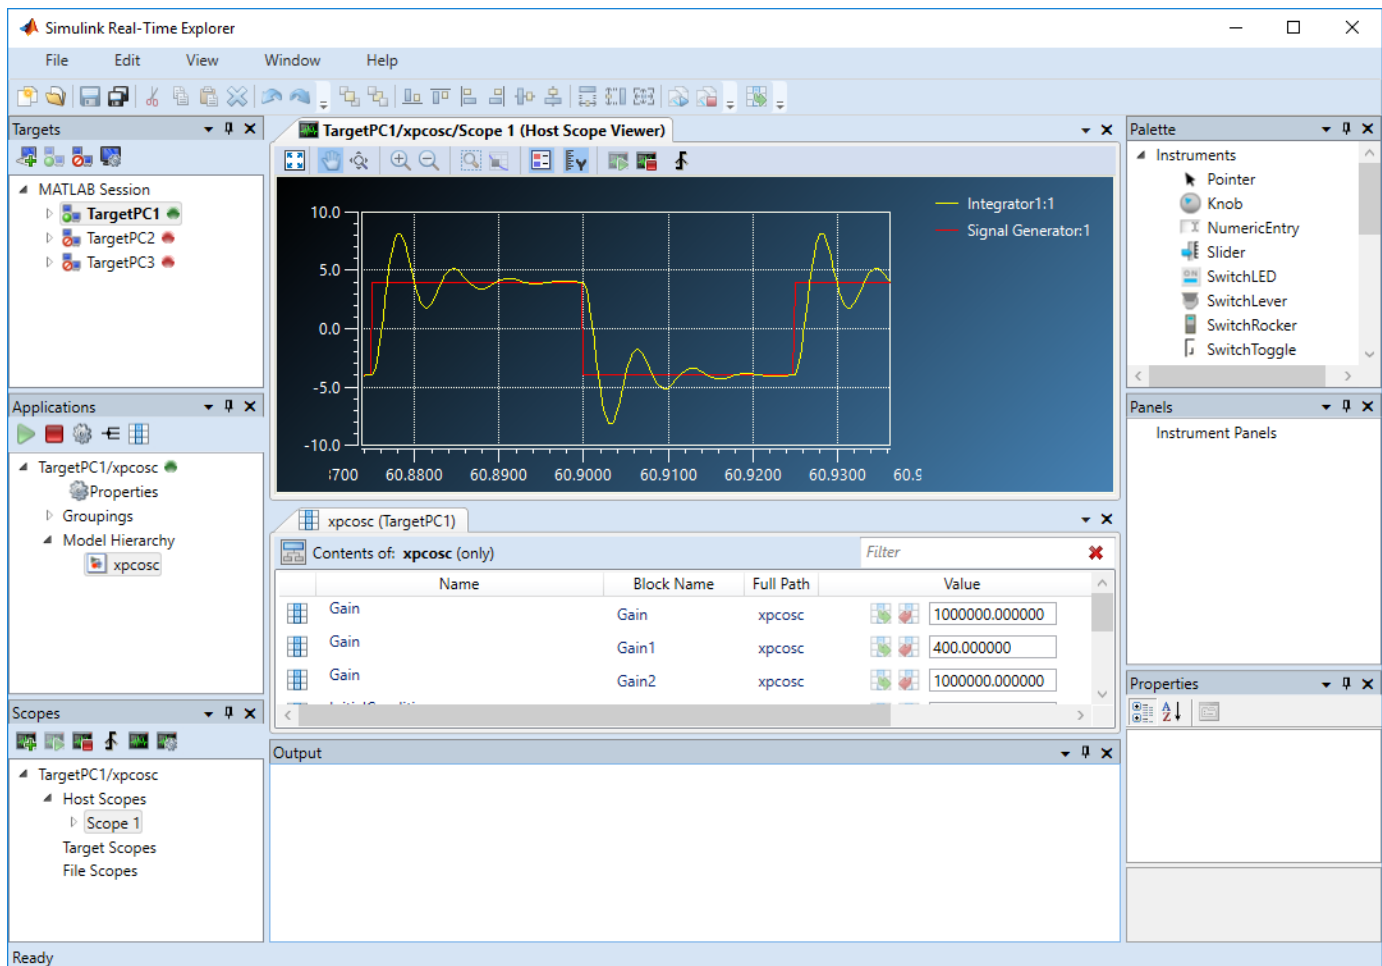 Simulink Real-Time Explorer
File Edit View Window Help
Targets
MATLAB Session
TargetPC1
TargetPC2
TargetPC3
Applications
TargetPC1/xpcosc
Properties
Groupings
Model Hierarchy
xpcosc
Scopes
TargetPC1/xpcosc
Host Scopes
Scope 1
Target Scopes
File Scopes
TargetPC1/xpcosc/Scope 1 (Host Scope Viewer)
10.0
5.0
0.0
-5.0
-10.0
60.8800 60.8900 60.9000 60.9100 60.9200 60.9300
Integrator1:1
Signal Generator:1
xpcosc (TargetPC1)
Contents of: xpcosc (only) Filter
Name Block Name Full Path Value
Gain Gain xpcosc 1000000.000000
Gain Gain1 xpcosc 400.000000
Gain Gain2 xpcosc 1000000.000000
Output
Palette
Instruments
Pointer
Knob
NumericEntry
Slider
SwitchLED
SwitchLever
SwitchRocker
SwitchToggle
Panels
Instrument Panels
Properties
Ready